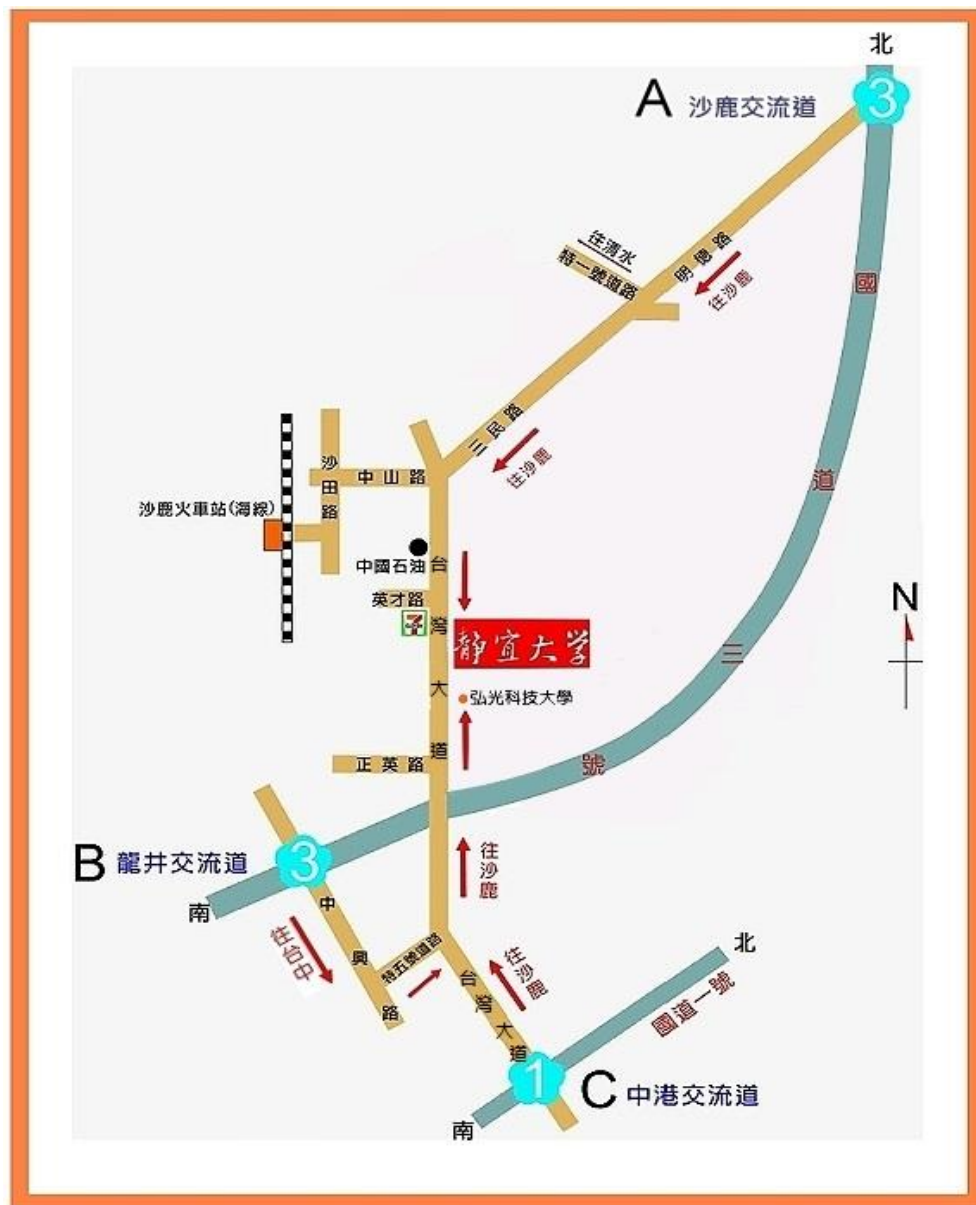 北
A 沙鹿交流道
3
往清水
特一號道路
明德路
往沙鹿
國道三號
三民路
往沙鹿
沙田路
中山路
沙鹿火車站(海線)
中國石油
台灣大道
英才路
7
靜宜大学
N
弘光科技大學
正英路
B 龍井交流道
3
南
往沙鹿
中興路
往台中
特五號道路
往沙鹿
台灣大道
北
國道一號
1
C 中港交流道
南